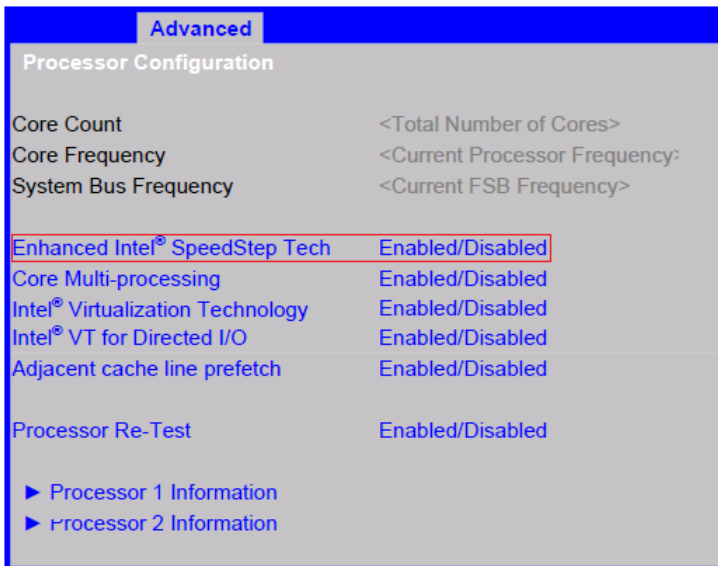 Advanced
Processor Configuration
Core Count <Total Number of Cores>
Core Frequency <Current Processor Frequency>
System Bus Frequency <Current FSB Frequency>
Enhanced Intel® SpeedStep Tech Enabled/Disabled
Core Multi-processing Enabled/Disabled
Intel® Virtualization Technology Enabled/Disabled
Intel® VT for Directed I/O Enabled/Disabled
Adjacent cache line prefetch Enabled/Disabled
Processor Re-Test Enabled/Disabled
► Processor 1 Information
► Processor 2 Information